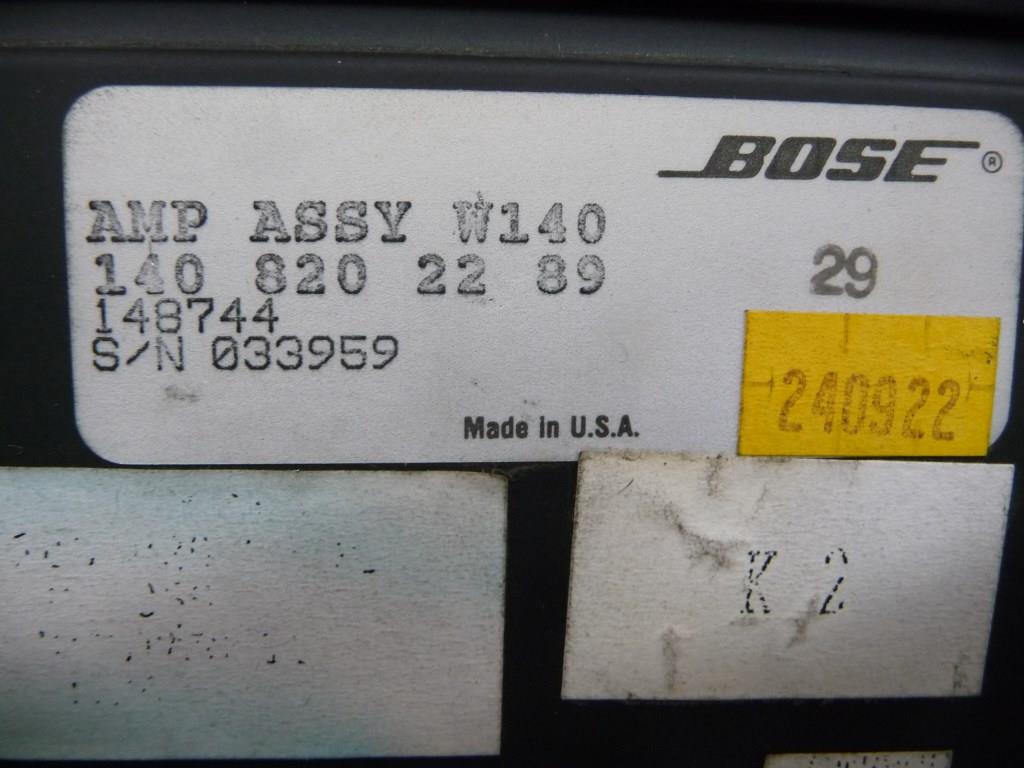 BOSE®
AMP ASSY W140
140 820 22 89
29
148744
S/N 033959
240922
Made in U.S.A.
K 2